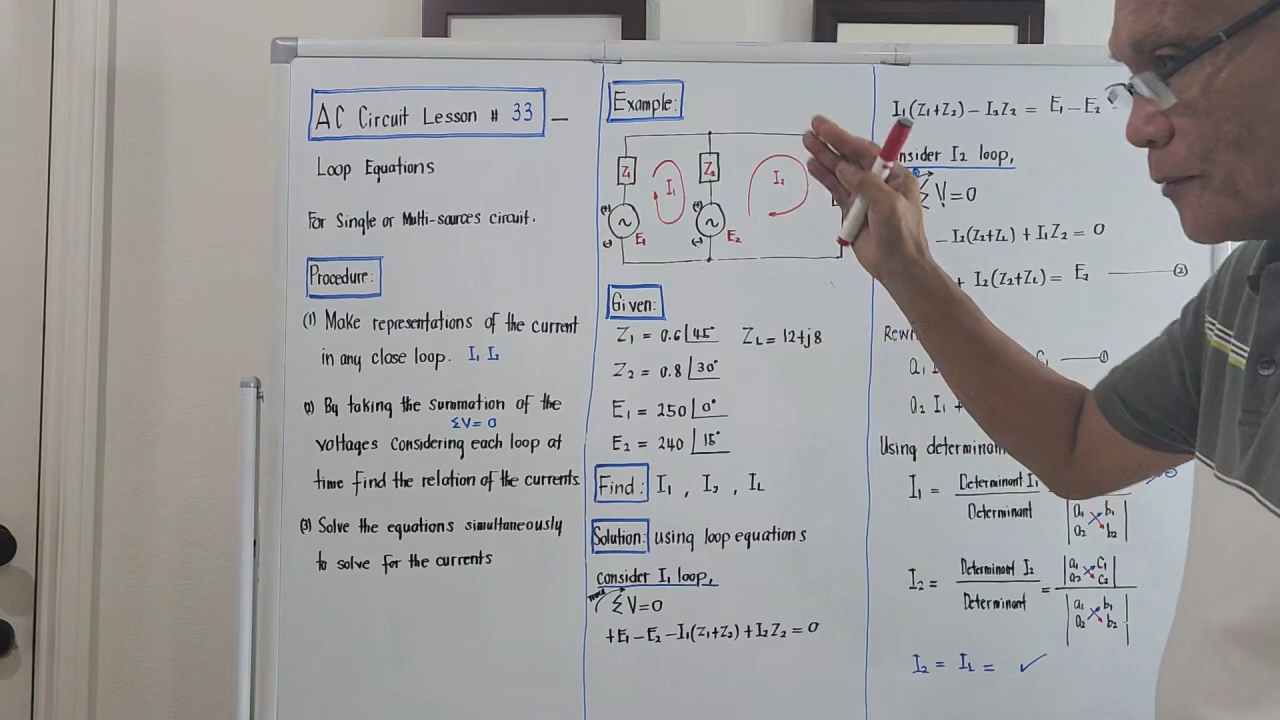 AC Circuit Lesson # 33
Loop Equations
For Single or Multi-sources circuit.
Procedure:
(1) Make representations of the current
in any close loop. I₁ I₂
(2) By taking the summation of the
ΣV=0
voltages considering each loop at
time find the relation of the currents
(3) Solve the equations simultaneously
to solve for the currents
Example:
Z₁
I₁
Z₂
I₂
(+)
(+)
(-)
E₁
(-)
E₂
Given:
Z₁ = 0.6∠45° Z_L = 12+j8
Z₂ = 0.8∠30°
E₁ = 250∠0°
E₂ = 240∠15°
Find: I₁ , I₂ , I_L
Solution: using loop equations
consider I₁ loop,
ΣV=0
+E₁-E₂-I₁(Z₁+Z₂)+I₂Z₂=0
I₁(Z₁+Z₂) - I₂Z₂ = E₁-E₂
I₂ loop,
ΣV=0
- I₂(Z₂+Z_L) + I₁Z₂ = 0
+ I₂(Z₂+Z_L) = E₂ ②
a₁ I
C₁ ①
a₂ I₁ +
Using
I₁ = Determinant I₁ / Determinant
|a₁ b₁
a₂ b₂|
I₂ = Determinant I₂ / Determinant = |a₁ C₁
a₂ C₂|
|a₁ b₁
a₂ b₂|
I₂ = I_L = ✓